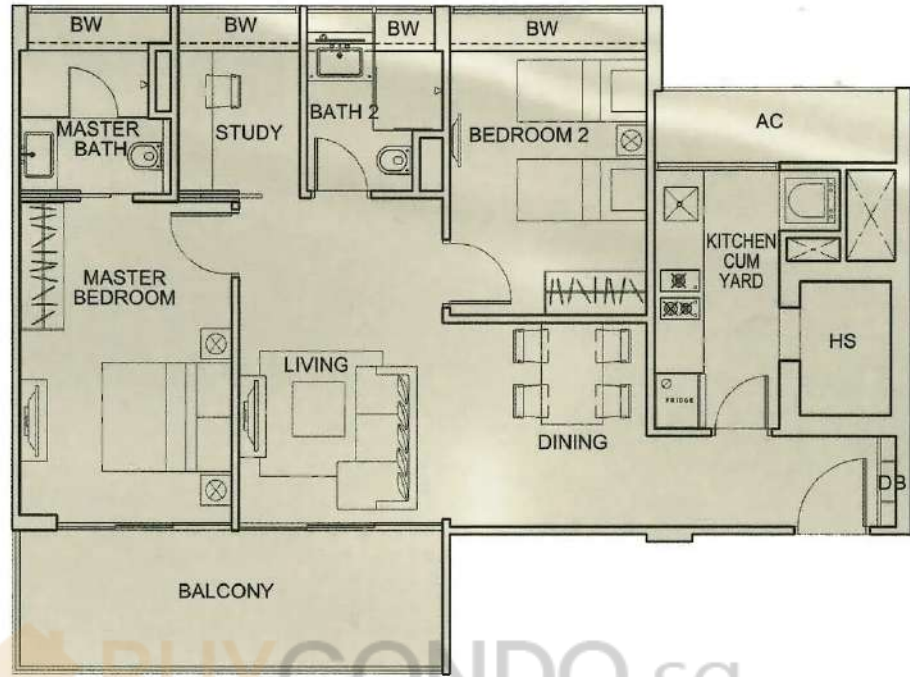 BW
BW
BW
BW
MASTER
BATH
STUDY
BATH 2
BEDROOM 2
AC
KITCHEN
CUM
YARD
MASTER
BEDROOM
LIVING
HS
FRIDGE
DINING
DB
BALCONY
BUYCONDO.sg